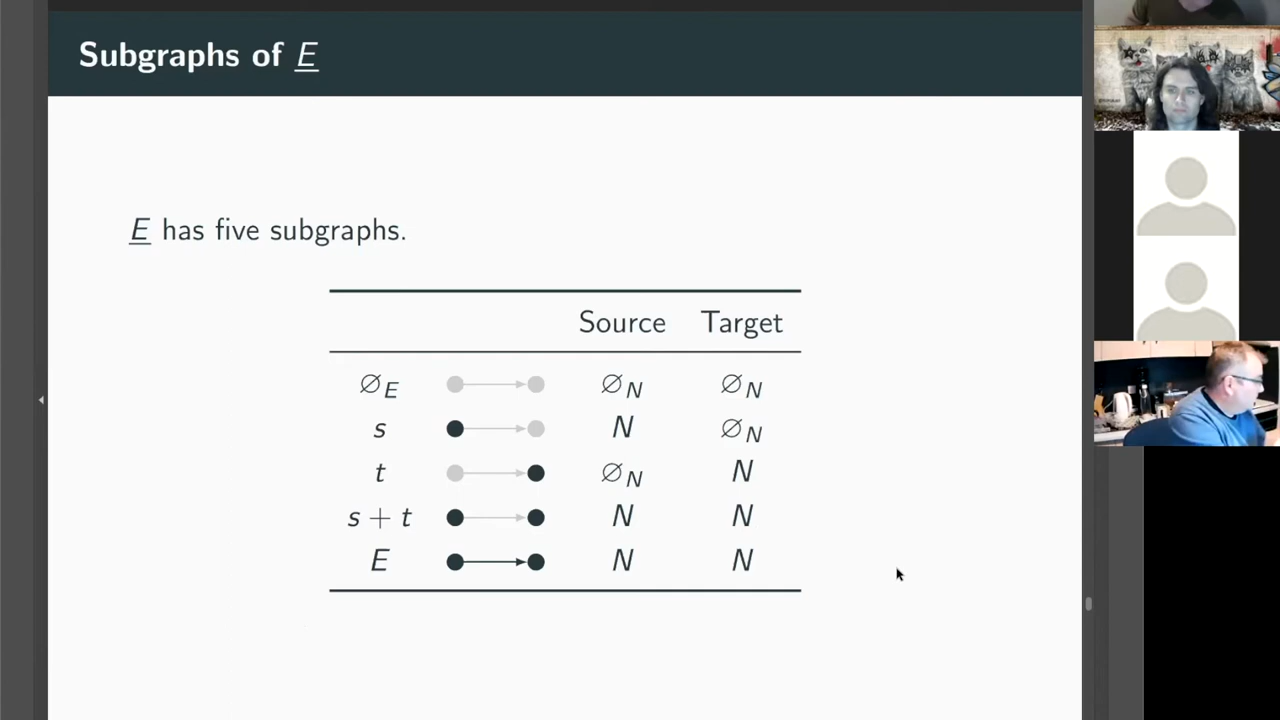 Subgraphs of E
E has five subgraphs.
Source Target
∅E ∅N ∅N
s N ∅N
t ∅N N
s + t N N
E N N